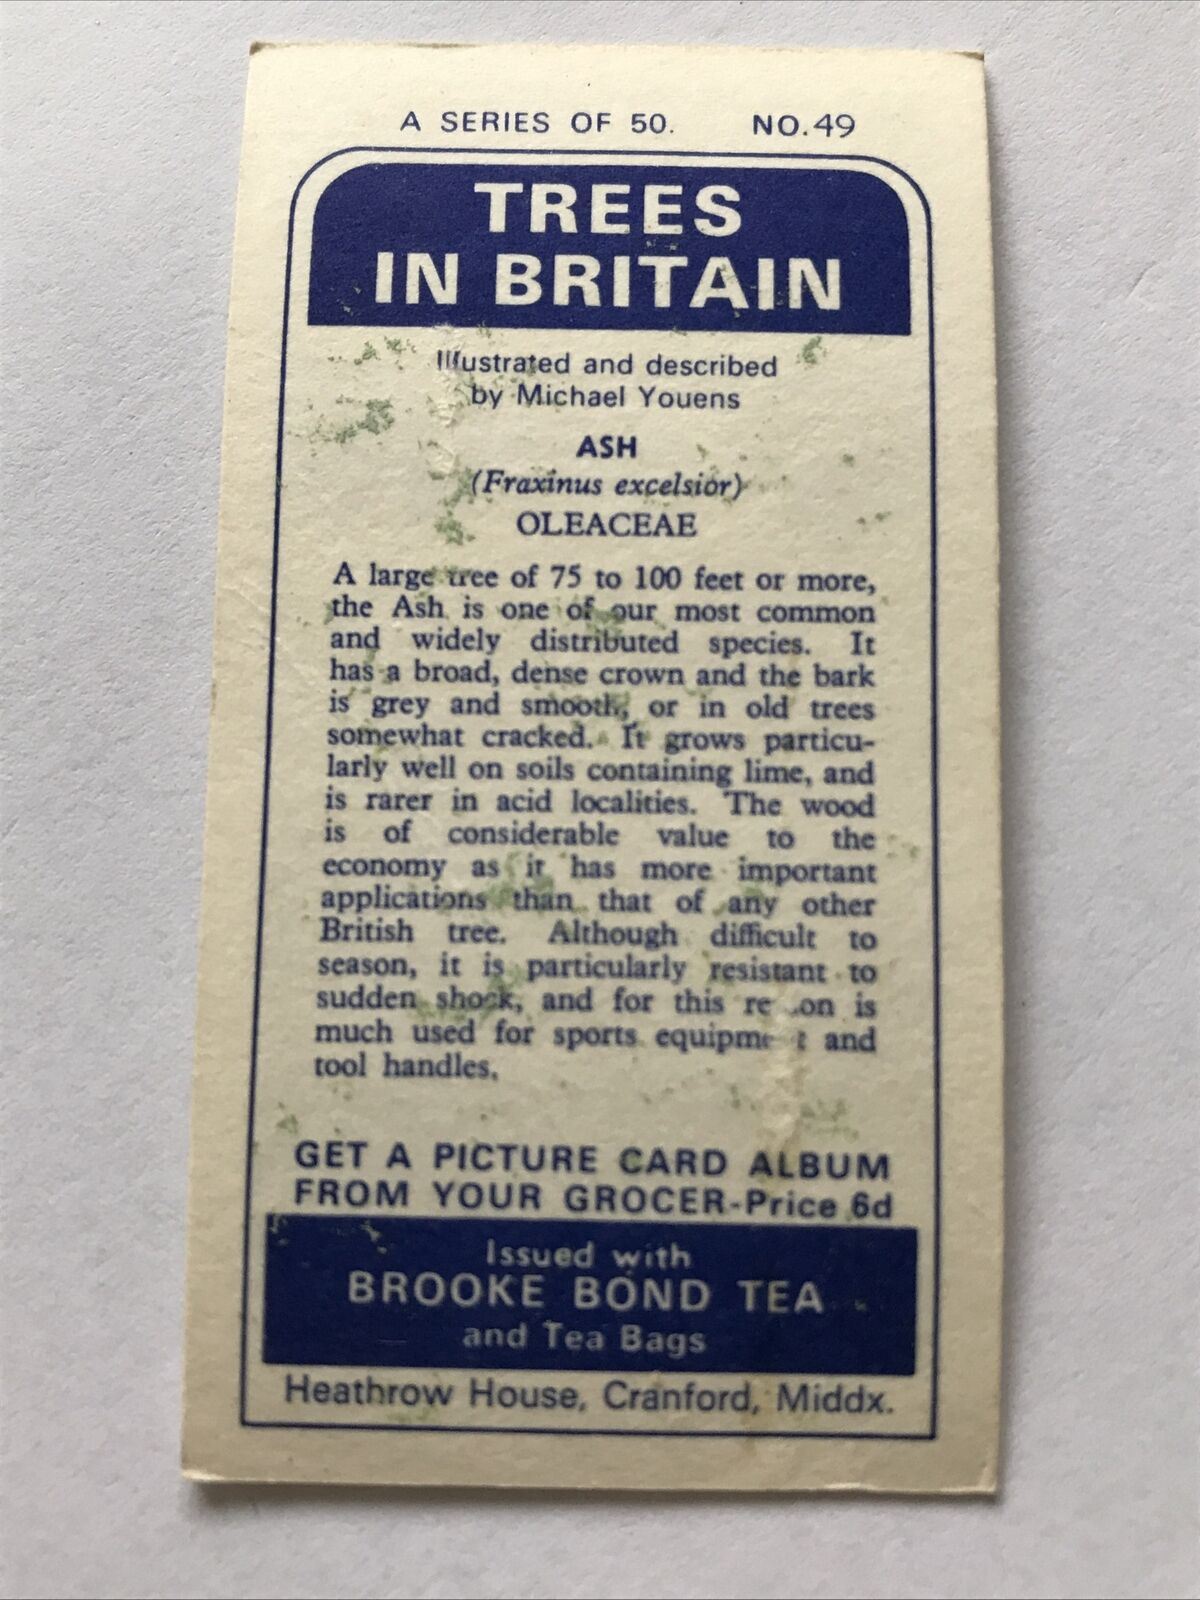 A SERIES OF 50. NO.49
TREES
IN BRITAIN
Illustrated and described
by Michael Youens
ASH
(Fraxinus excelsior)
OLEACEAE
A large tree of 75 to 100 feet or more,
the Ash is one of our most common
and widely distributed species. It
has a broad, dense crown and the bark
is grey and smooth, or in old trees
somewhat cracked. It grows particu-
larly well on soils containing lime, and
is rarer in acid localities. The wood
is of considerable value to the
economy as it has more important
applications than that of any other
British tree. Although difficult to
season, it is particularly resistant to
sudden shock, and for this reason is
much used for sports equipment and
tool handles.
GET A PICTURE CARD ALBUM
FROM YOUR GROCER-Price 6d
Issued with
BROOKE BOND TEA
and Tea Bags
Heathrow House, Cranford, Middx.